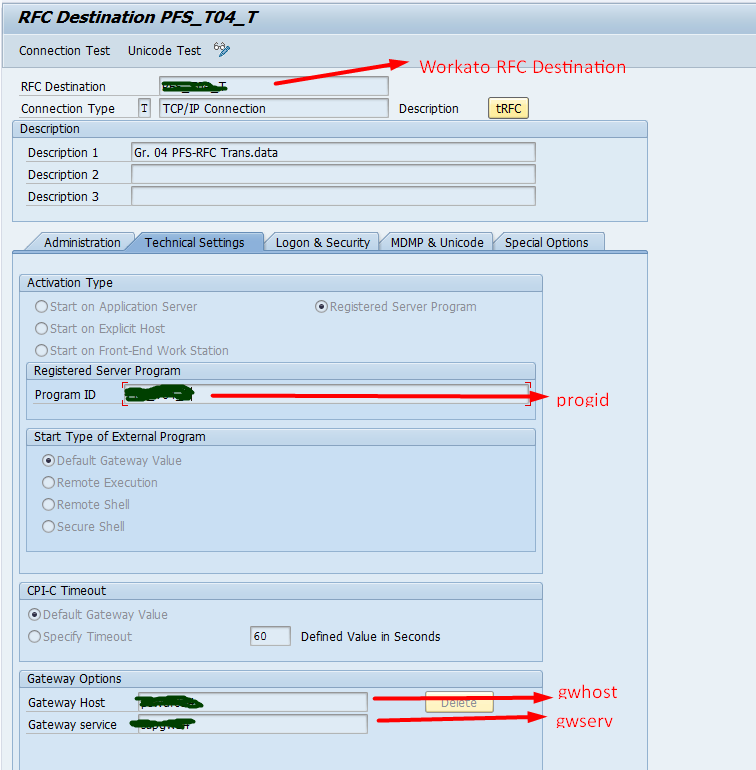 RFC Destination PFS_T04_T
Connection Test Unicode Test
Workato RFC Destination
RFC Destination
Connection Type T TCP/IP Connection Description tRFC
Description
Description 1 Gr. 04 PFS-RFC Trans.data
Description 2
Description 3
Administration Technical Settings Logon & Security MDMP & Unicode Special Options
Activation Type
Start on Application Server Registered Server Program
Start on Explicit Host
Start on Front-End Work Station
Registered Server Program
Program ID progid
Start Type of External Program
Default Gateway Value
Remote Execution
Remote Shell
Secure Shell
CPI-C Timeout
Default Gateway Value
Specify Timeout 60 Defined Value in Seconds
Gateway Options
Gateway Host Delete gwhost
Gateway service gwserv